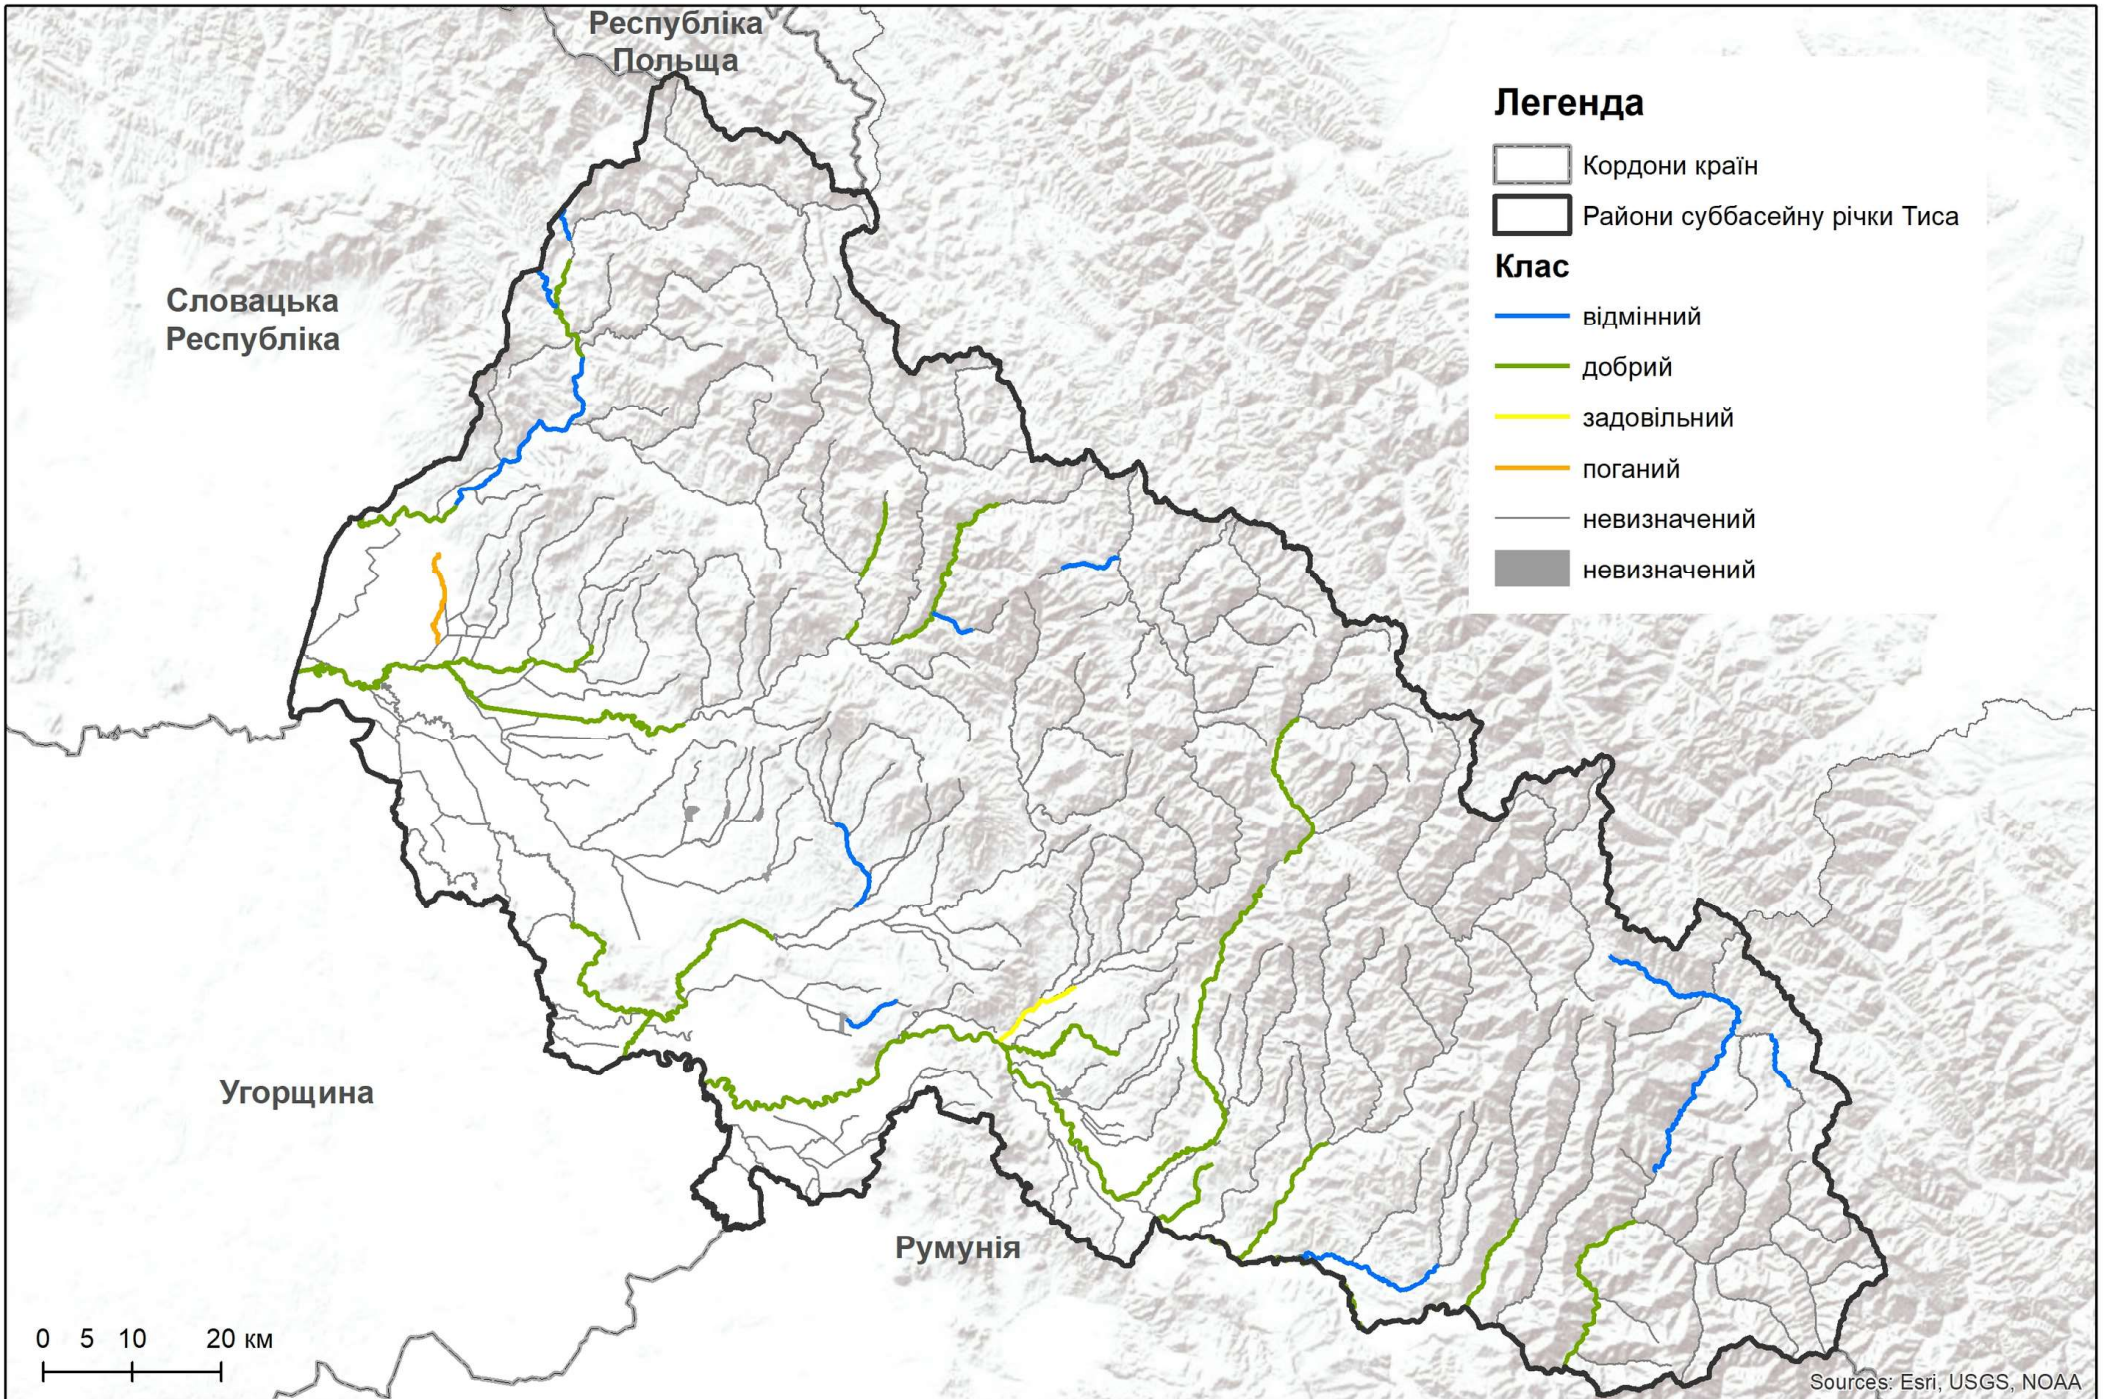 Республіка
Польща
Словацька
Республіка
Угорщина
Румунія
Легенда
Кордони країн
Райони суббасейну річки Тиса
Клас
відмінний
добрий
задовільний
поганий
невизначений
невизначений
0 5 10 20 км
Sources: Esri, USGS, NOAA